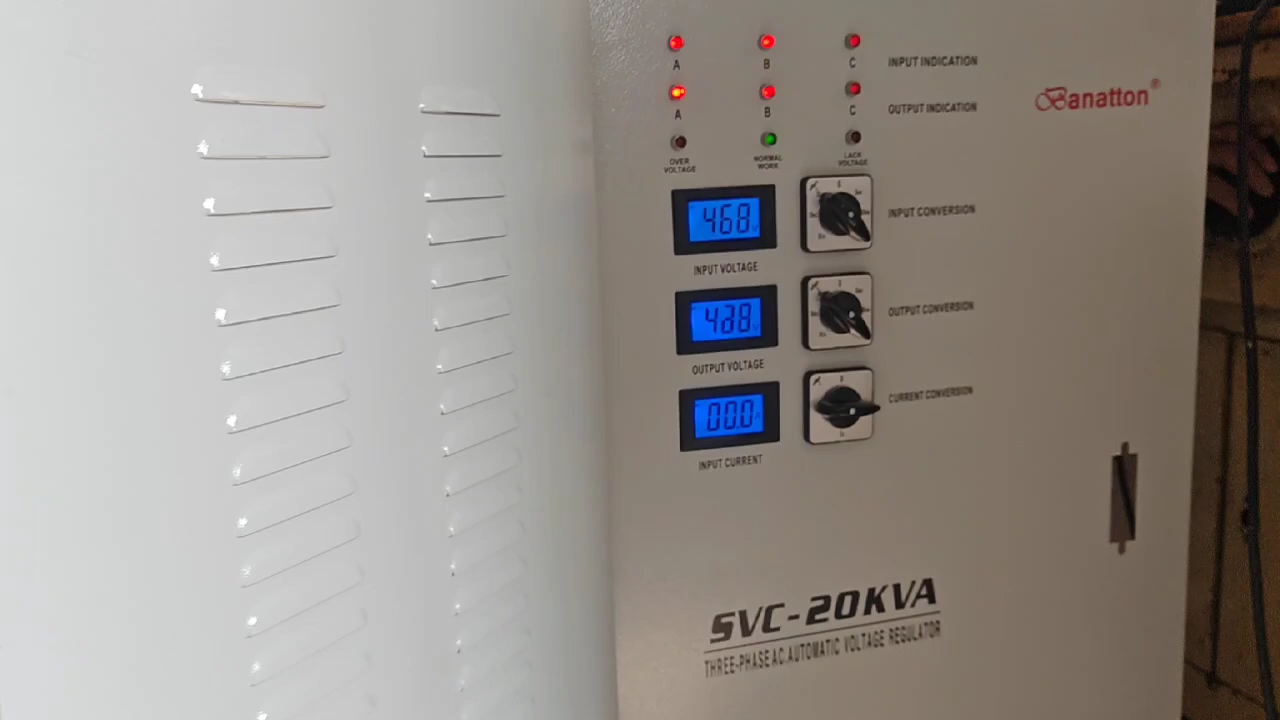 A B C INPUT INDICATION
A B C OUTPUT INDICATION
Banatton®
OVER VOLTAGE
NORMAL WORK
LACK VOLTAGE
468
INPUT CONVERSION
INPUT VOLTAGE
OUTPUT CONVERSION
OUTPUT VOLTAGE
00.0
CURRENT CONVERSION
INPUT CURRENT
SVC-20KVA
THREE-PHASE AC.AUTOMATIC VOLTAGE REGULATOR